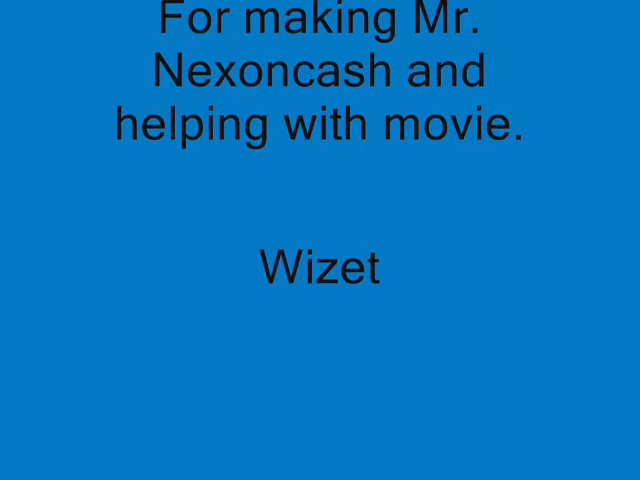 For making Mr.
Nexoncash and
helping with movie.
Wizet